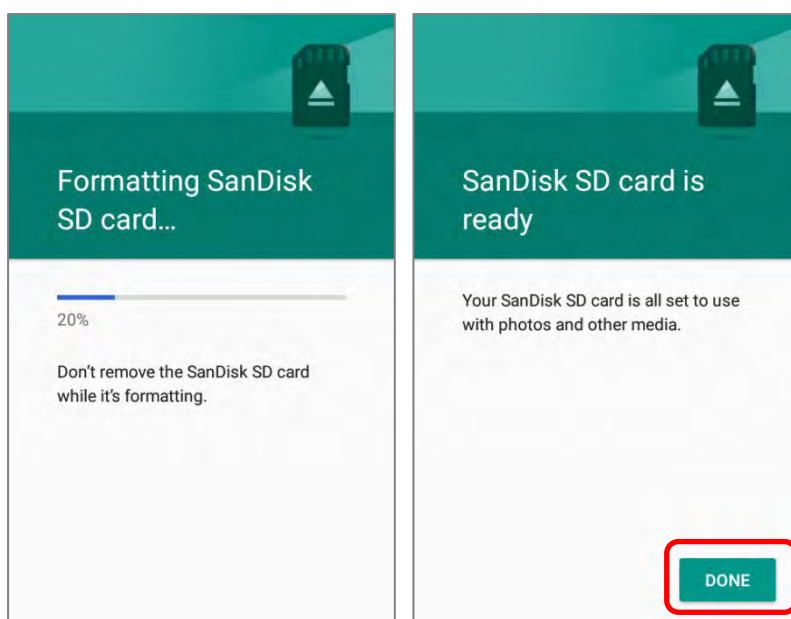 Formatting SanDisk
SD card...
20%
Don't remove the SanDisk SD card
while it's formatting.
SanDisk SD card is
ready
Your SanDisk SD card is all set to use
with photos and other media.
DONE